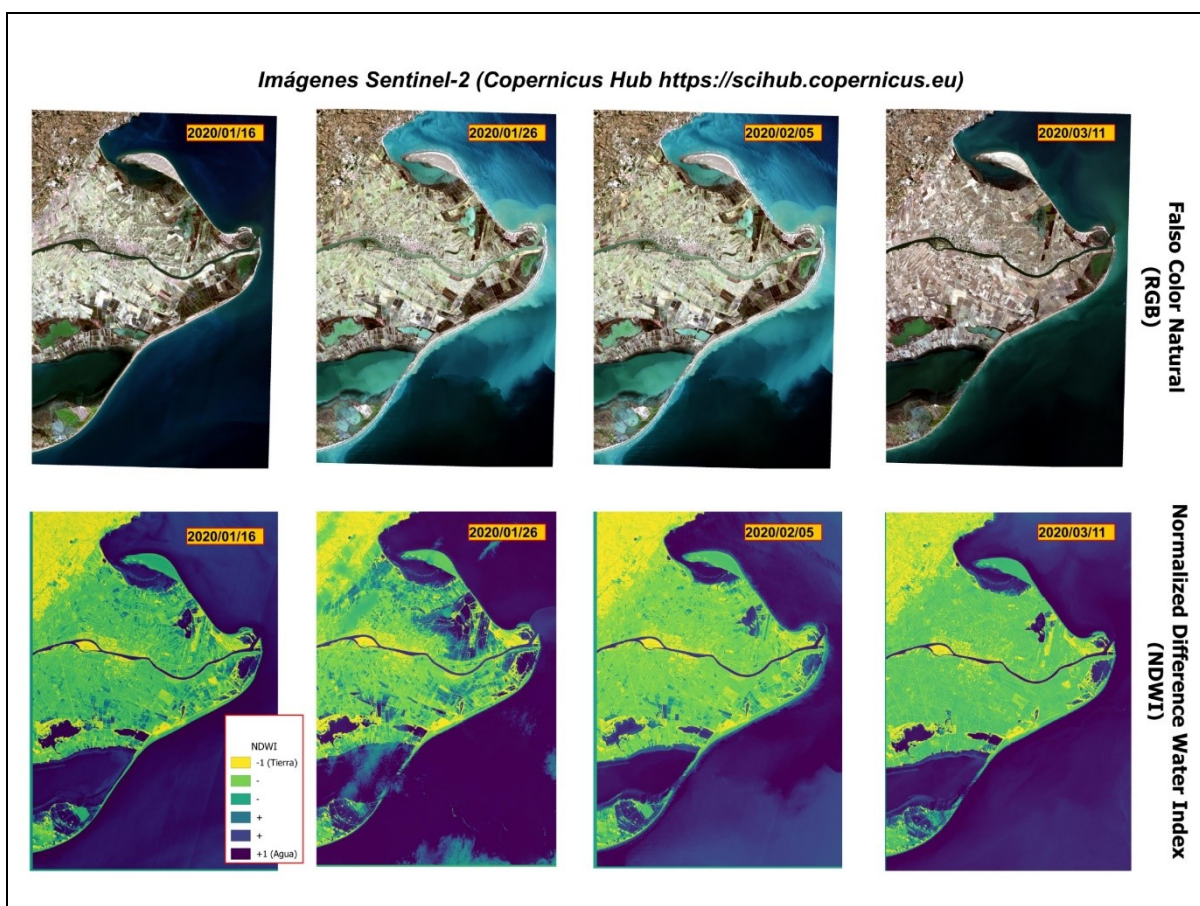 Imágenes Sentinel-2 (Copernicus Hub https://scihub.copernicus.eu)
2020/01/16
2020/01/26
2020/02/05
2020/03/11
Falso Color Natural
(RGB)
2020/01/16
2020/01/26
2020/02/05
2020/03/11
Normalized Difference Water Index
(NDWI)
NDWI
-1 (Tierra)
-
-
+
+
+1 (Agua)